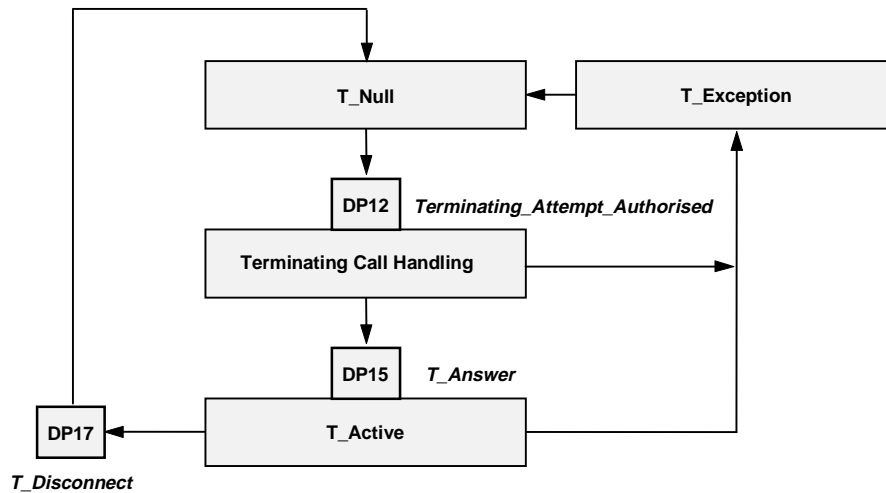 T_Null
T_Exception
DP12
Terminating_Attempt_Authorised
Terminating Call Handling
DP15
T_Answer
T_Active
DP17
T_Disconnect